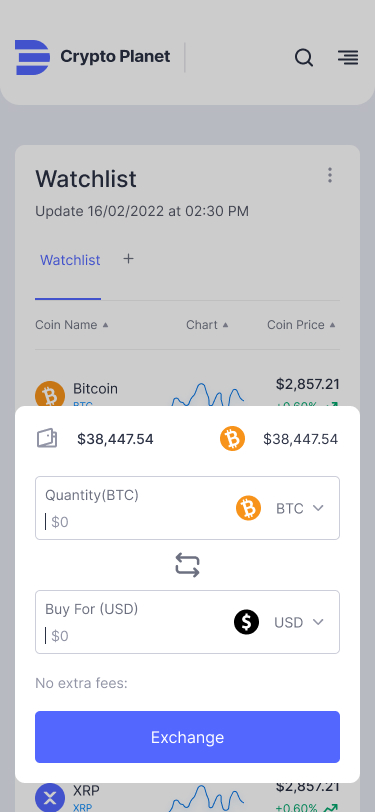 Crypto Planet
Watchlist
Update 16/02/2022 at 02:30 PM
Watchlist +
Coin Name Chart Coin Price
Bitcoin $2,857.21
BTC +0.60%
$38,447.54 $38,447.54
Quantity(BTC)
$0 BTC
Buy For (USD)
$0 USD
No extra fees:
Exchange
XRP $2,857.21
XRP +0.60%